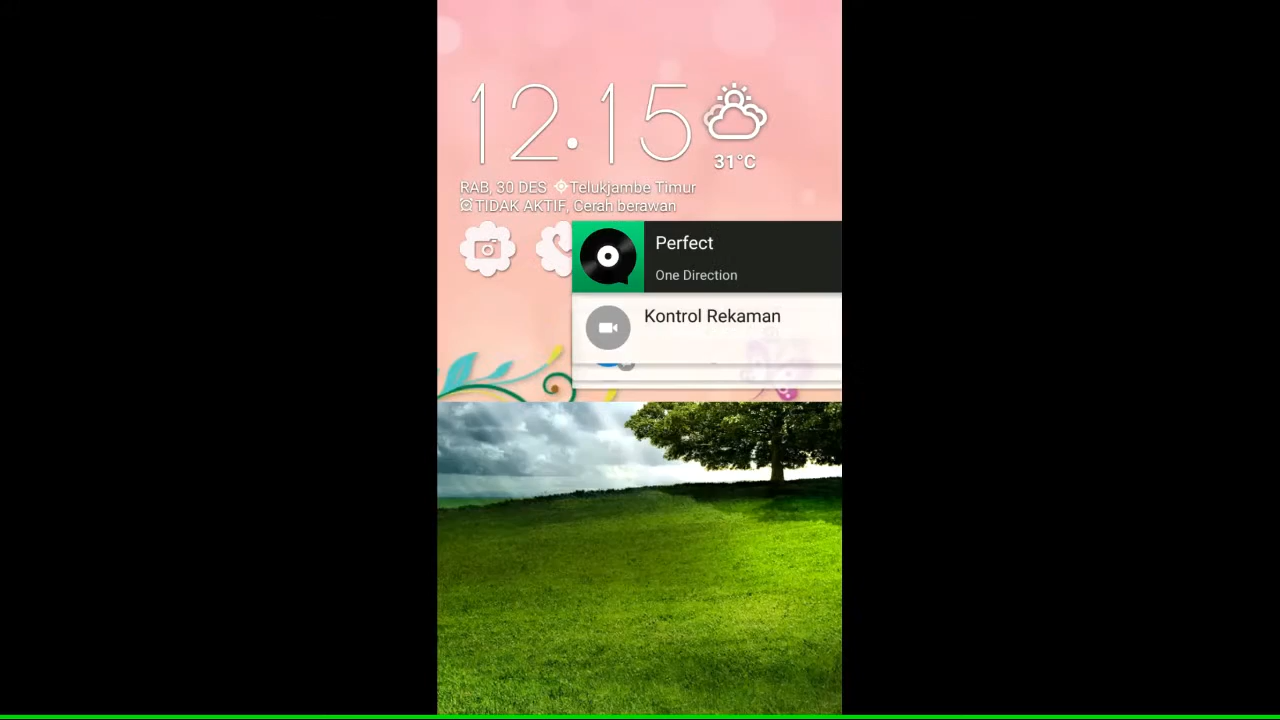 12.15
31°C
RAB, 30 DES Telukjambe Timur
TIDAK AKTIF, Cerah berawan
Perfect
One Direction
Kontrol Rekaman